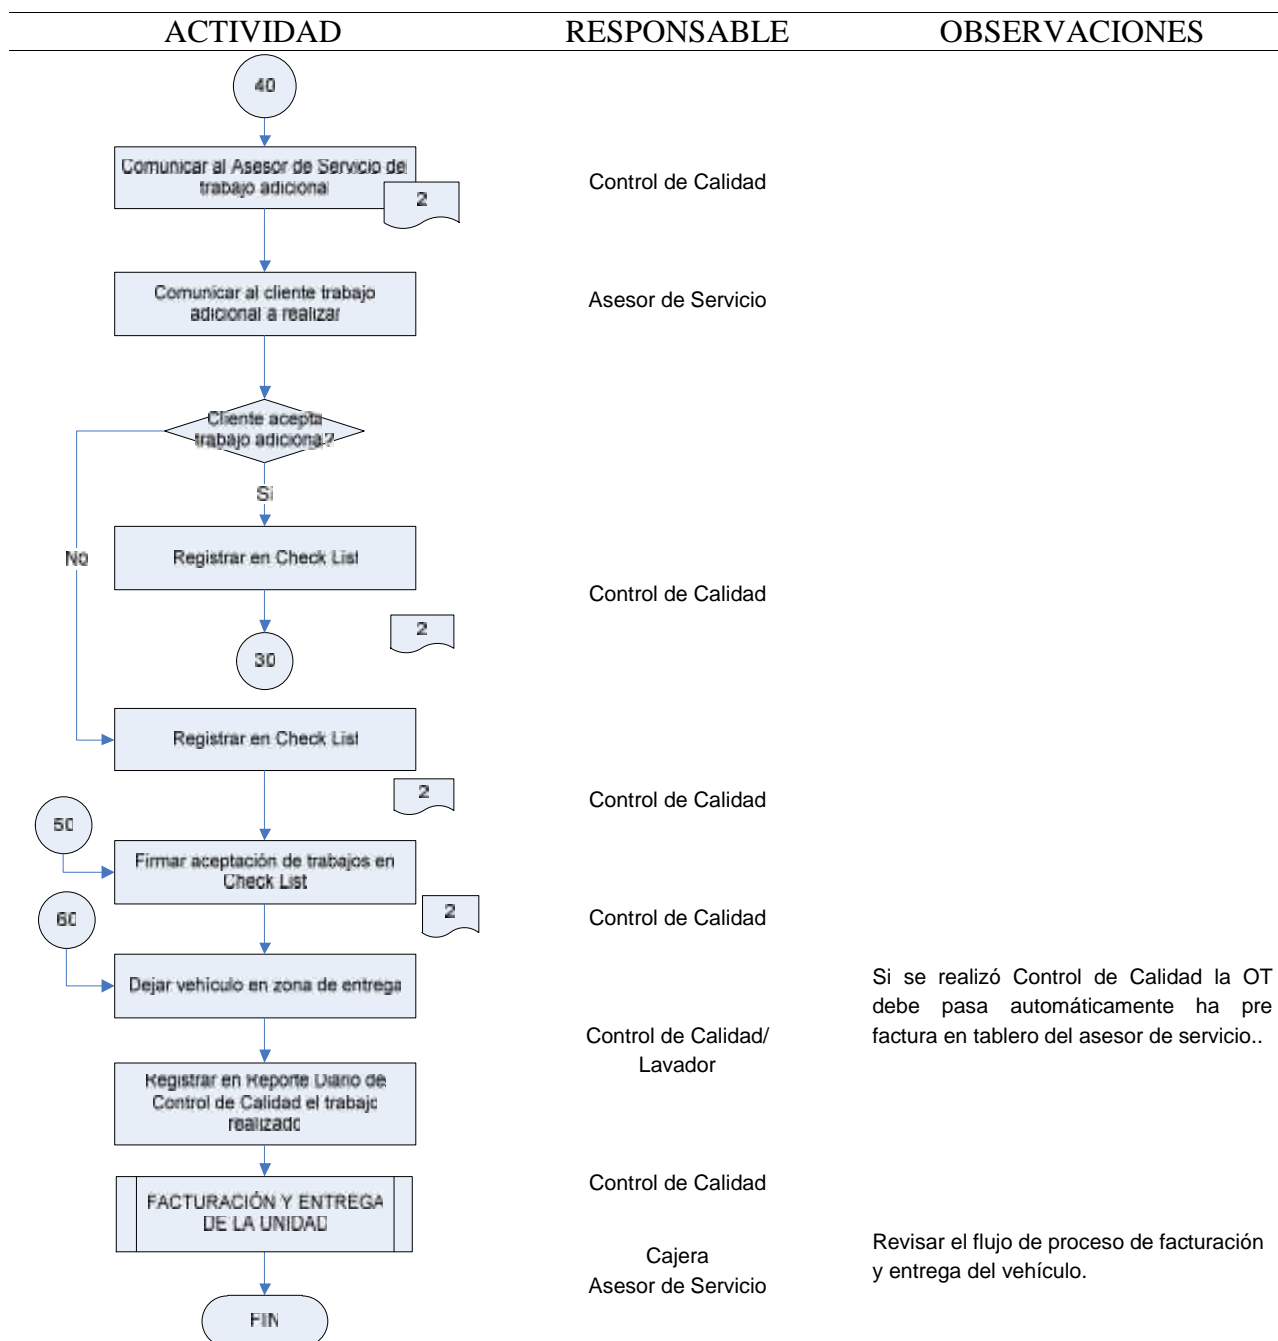 ACTIVIDAD RESPONSABLE OBSERVACIONES
40
Comunicar al Asesor de Servicio del
trabajo adicional
2
Control de Calidad
Comunicar al cliente trabajo
adicional a realizar
Asesor de Servicio
Cliente acepta
trabajo adicional?
Si
No
Registrar en Check List
Control de Calidad
2
30
Registrar en Check List
2
Control de Calidad
50
Firmar aceptación de trabajos en
Check List
2
Control de Calidad
60
Dejar vehículo en zona de entrega
Si se realizó Control de Calidad la OT
debe pasa automáticamente ha pre
factura en tablero del asesor de servicio..
Control de Calidad/
Lavador
Registrar en Reporte Diario de
Control de Calidad el trabajo
realizado
Control de Calidad
FACTURACIÓN Y ENTREGA
DE LA UNIDAD
Cajera
Asesor de Servicio
Revisar el flujo de proceso de facturación
y entrega del vehículo.
FIN